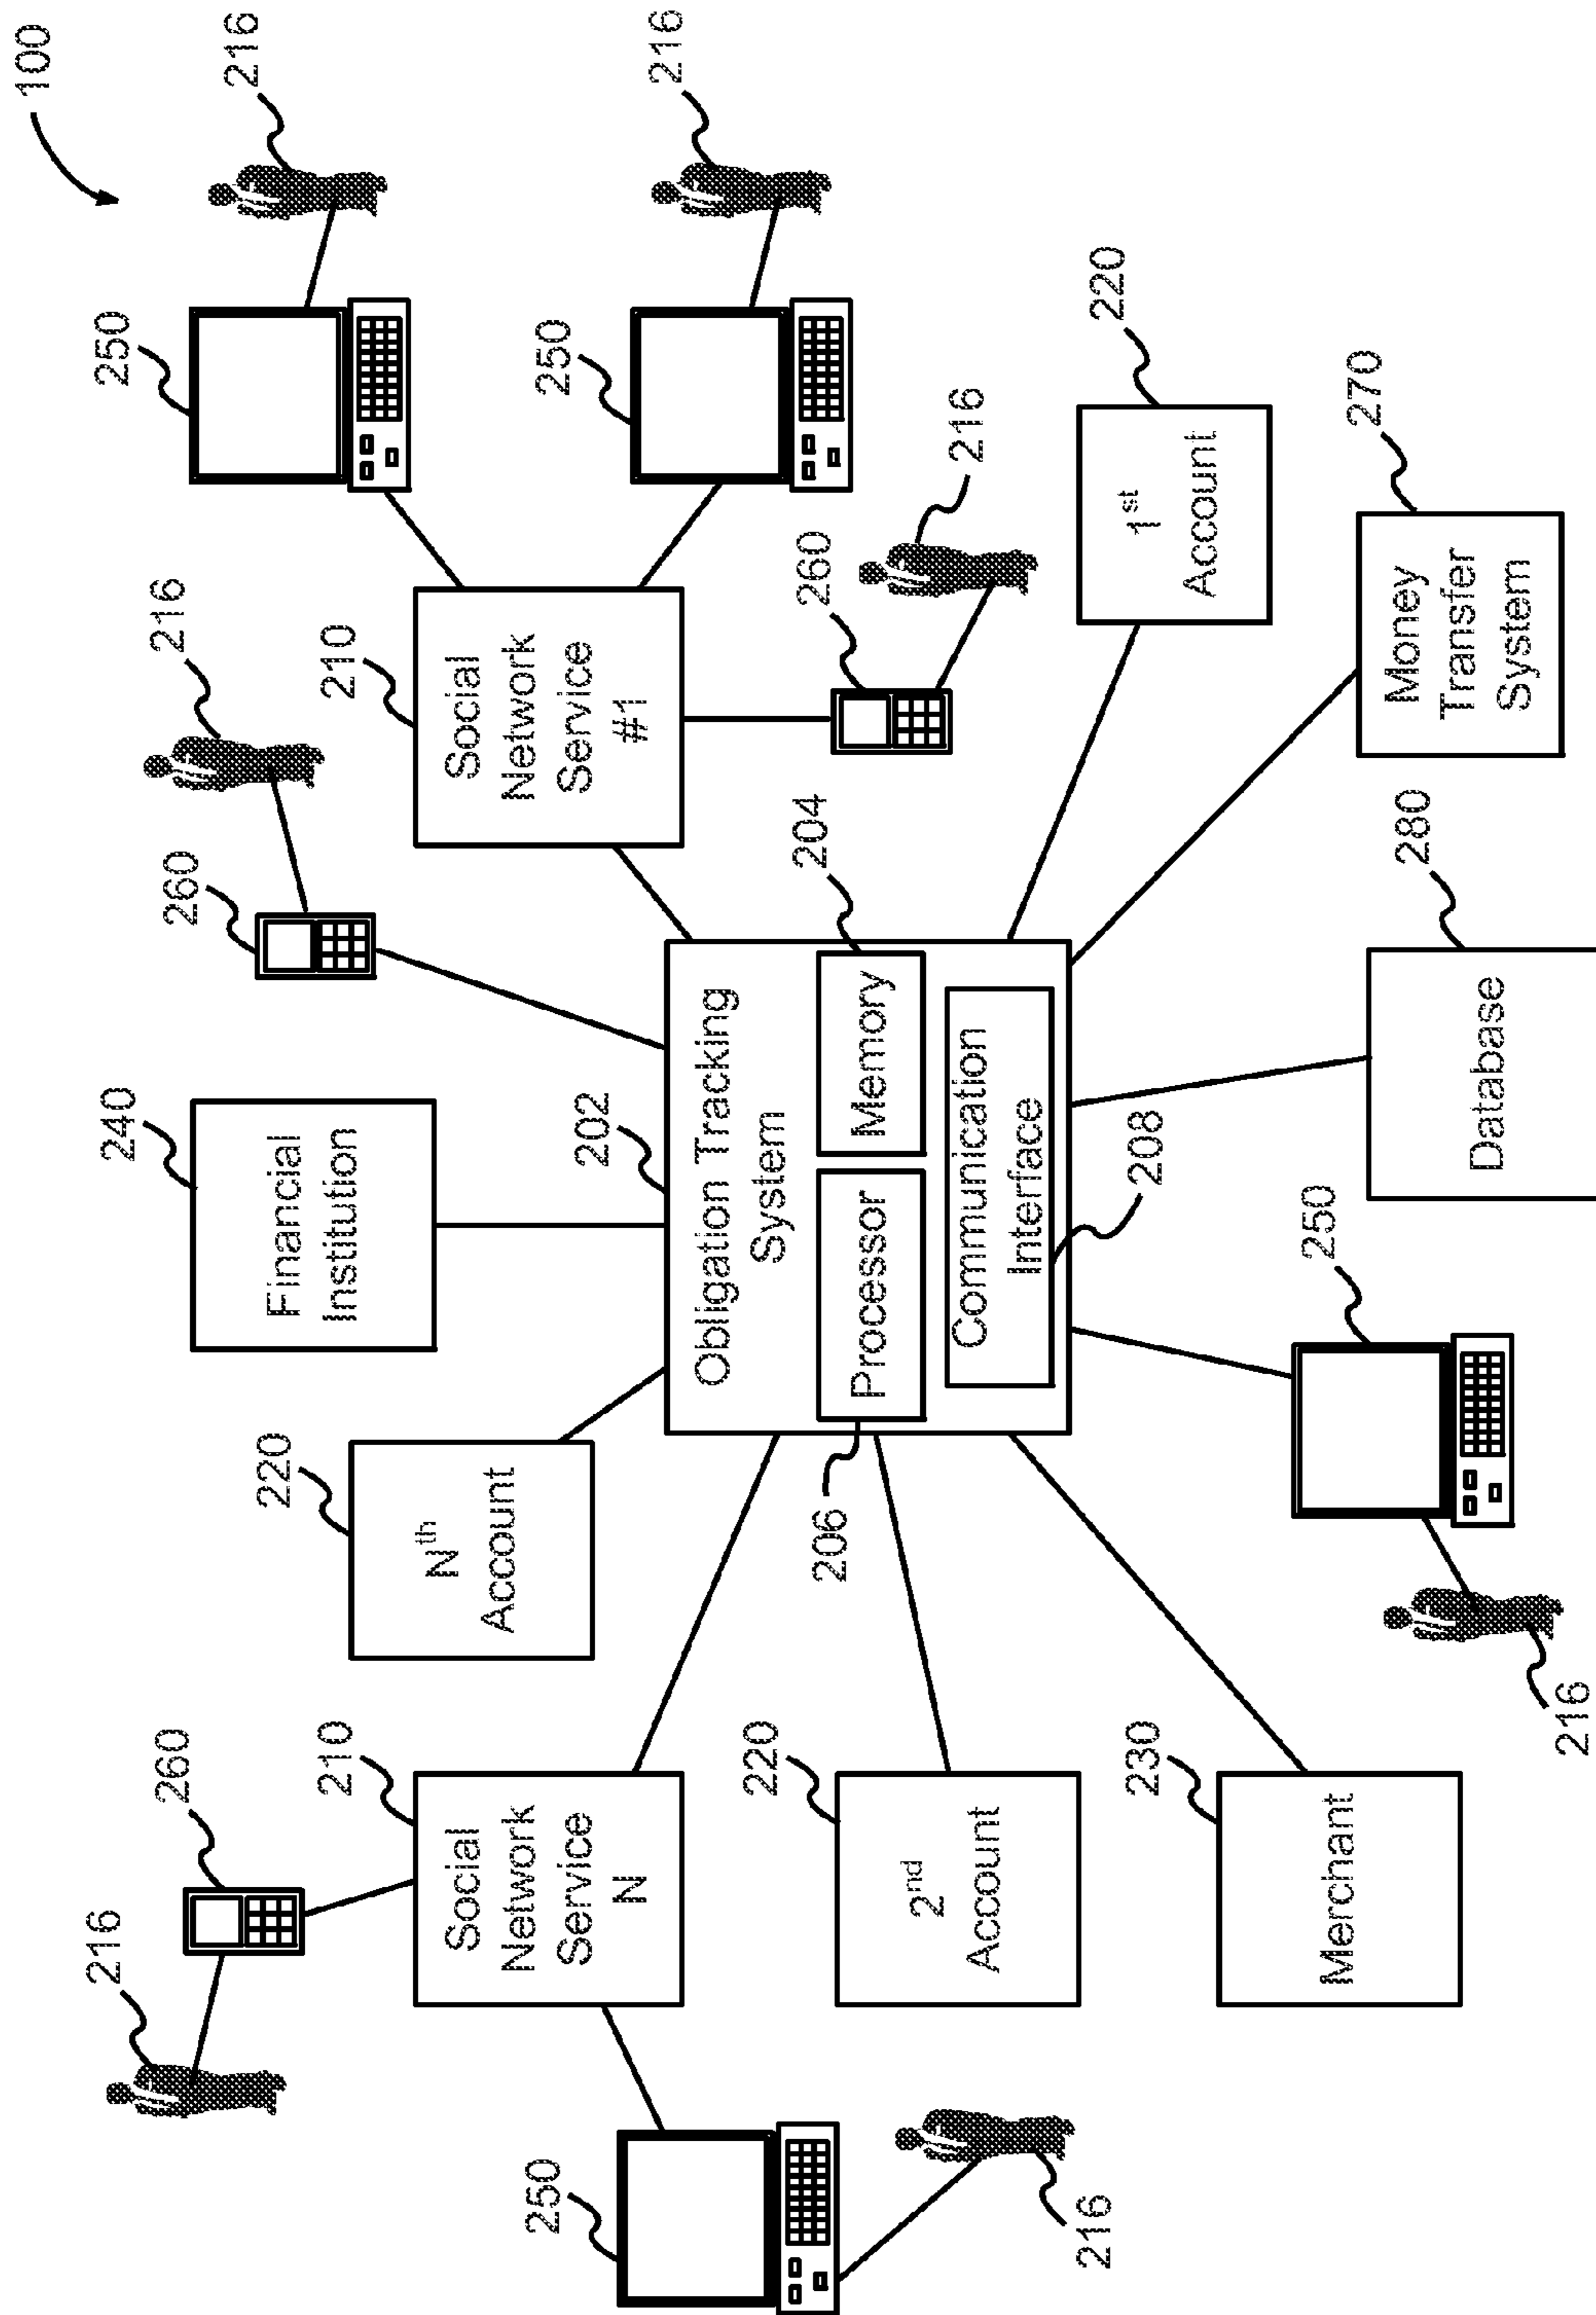 100
216
250
240
216
260
260
216
Financial
Institution
220
210
210
Nth
Account
Social
Network
Service
N
Social
Network
Service
#1
250
250
202
216
Obligation Tracking
System
220
206
204
260
Processor
Memory
2nd
Account
216
Communication
Interface
216
220
230
208
1st
Account
250
Merchant
280
270
Money
Transfer
System
Database
216